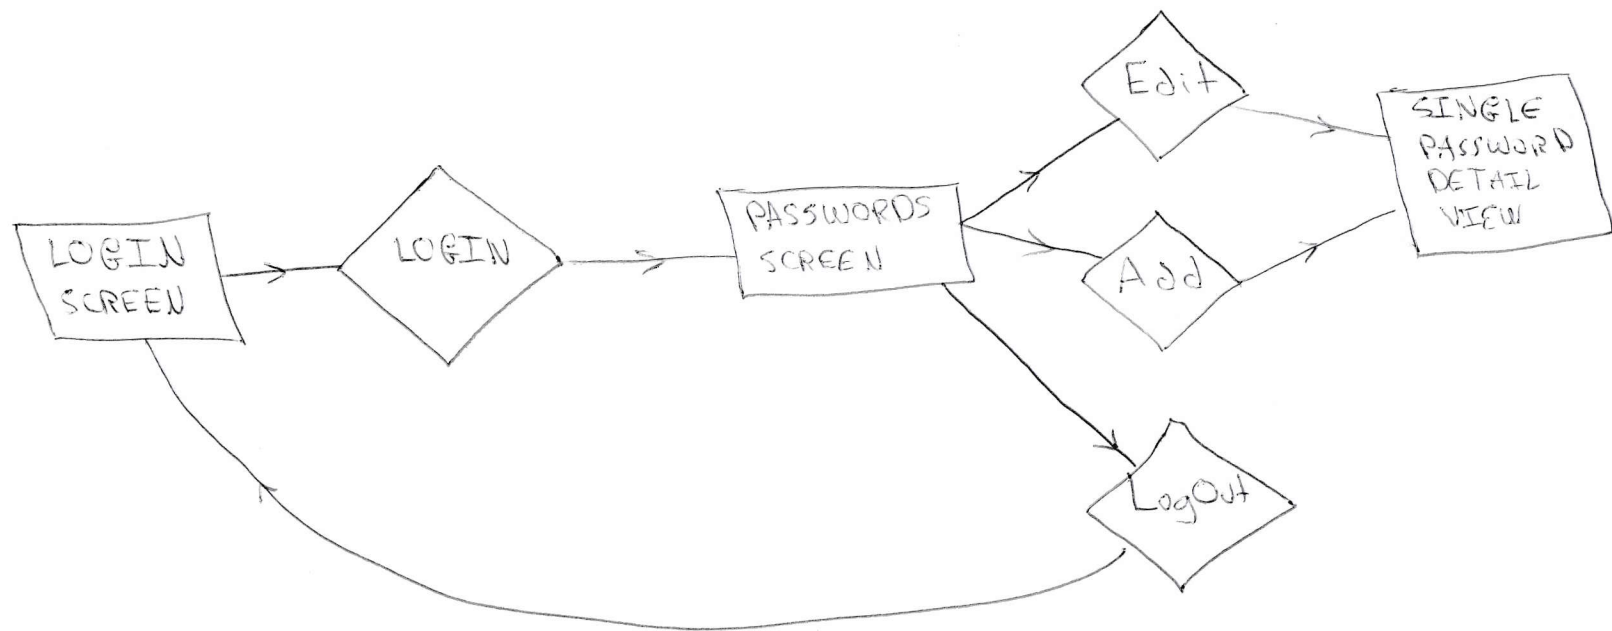 LOGIN
SCREEN
LOGIN
PASSWORDS
SCREEN
Edit
Add
LogOut
SINGLE
PASSWORD
DETAIL
VIEW